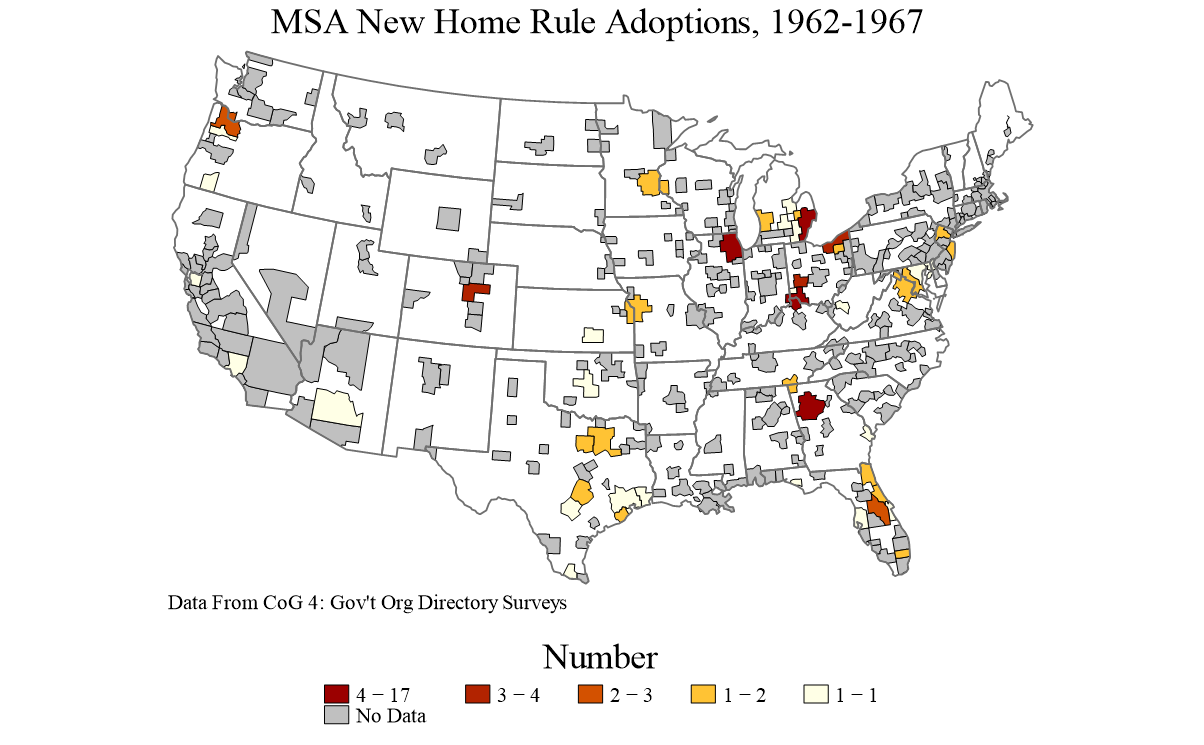 MSA New Home Rule Adoptions, 1962-1967
Data From CoG 4: Gov't Org Directory Surveys
Number
4 − 17 3 − 4 2 − 3 1 − 2 1 − 1
No Data